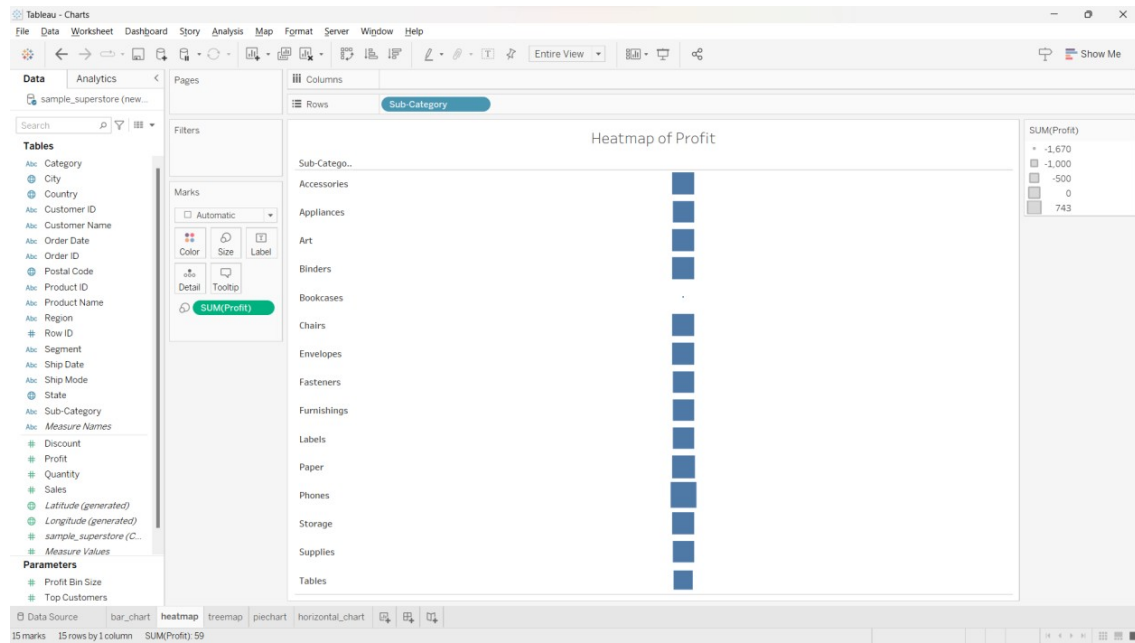 Tableau - Charts
File Data Worksheet Dashboard Story Analysis Map Format Server Window Help
Entire View
Show Me
Data Analytics
sample_superstore (new...
Search
Tables
Abc Category
City
Country
Abc Customer ID
Abc Customer Name
Abc Order Date
Abc Order ID
Postal Code
Abc Product ID
Abc Product Name
Abc Region
# Row ID
Abc Segment
Abc Ship Date
Abc Ship Mode
State
Abc Sub-Category
Abc Measure Names
# Discount
# Profit
# Quantity
# Sales
Latitude (generated)
Longitude (generated)
# sample_superstore (C...
# Measure Values
Parameters
# Profit Bin Size
# Top Customers
Pages
Filters
Marks
Automatic
Color Size Label
Detail Tooltip
SUM(Profit)
Columns
Rows Sub-Category
Heatmap of Profit
Sub-Catego..
Accessories
Appliances
Art
Binders
Bookcases
Chairs
Envelopes
Fasteners
Furnishings
Labels
Paper
Phones
Storage
Supplies
Tables
SUM(Profit)
-1,670
-1,000
-500
0
743
Data Source bar_chart heatmap treemap piechart horizontal_chart
15 marks 15 rows by 1 column SUM(Profit): 59